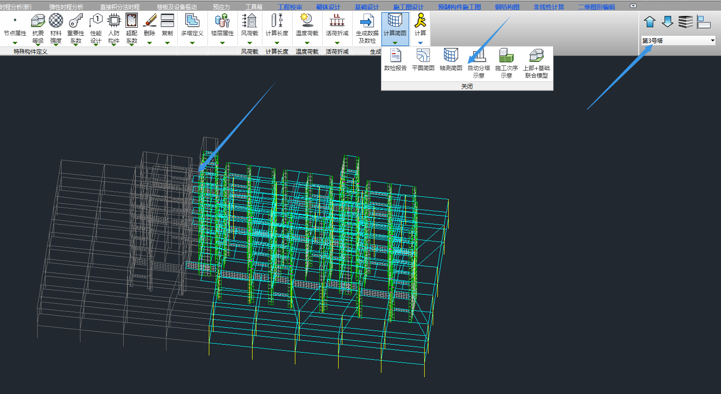 时程分析(新) 弹性时程分析 直接积分法时程 楼板及设备振动 预应力 工具箱 工程校审 砌体设计 基础设计 施工图设计 预制构件施工图 钢结构图 非线性计算 二维图形编辑
节点属性 抗震等级 材料强度 重要性系数 性能设计 人防构件 装配系数 删除 复制 多塔定义 楼层属性 风荷载 计算长度 温度荷载 活荷折减 生成数据及数检 计算简图 计算
第3号塔
特殊构件定义 风荷载 计算长度 温度荷载 活荷折减 生成
数检报告 平面简图 轴测简图 自动分塔示意 施工次序示意 上部+基础联合模型
关闭